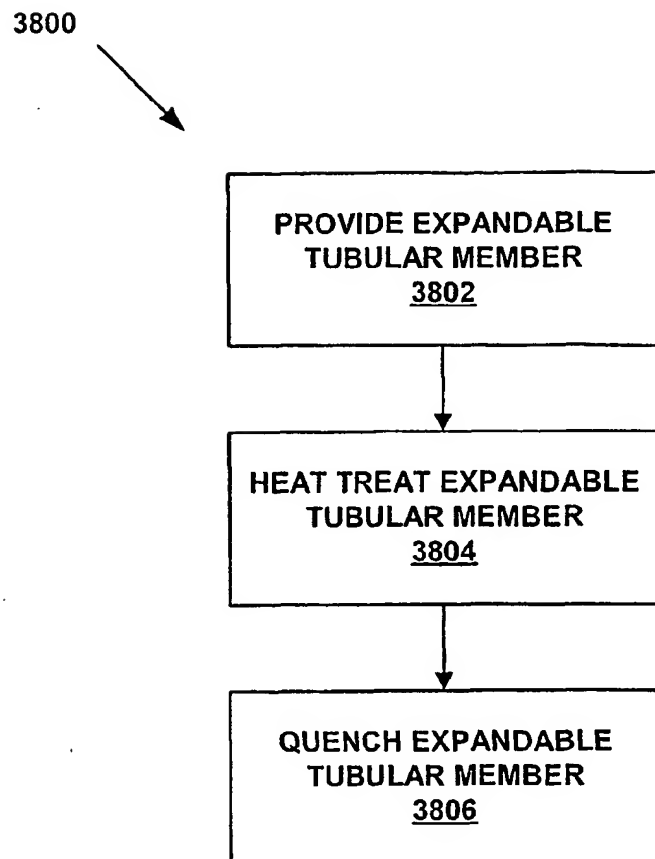 3800
PROVIDE EXPANDABLE
TUBULAR MEMBER
3802
HEAT TREAT EXPANDABLE
TUBULAR MEMBER
3804
QUENCH EXPANDABLE
TUBULAR MEMBER
3806